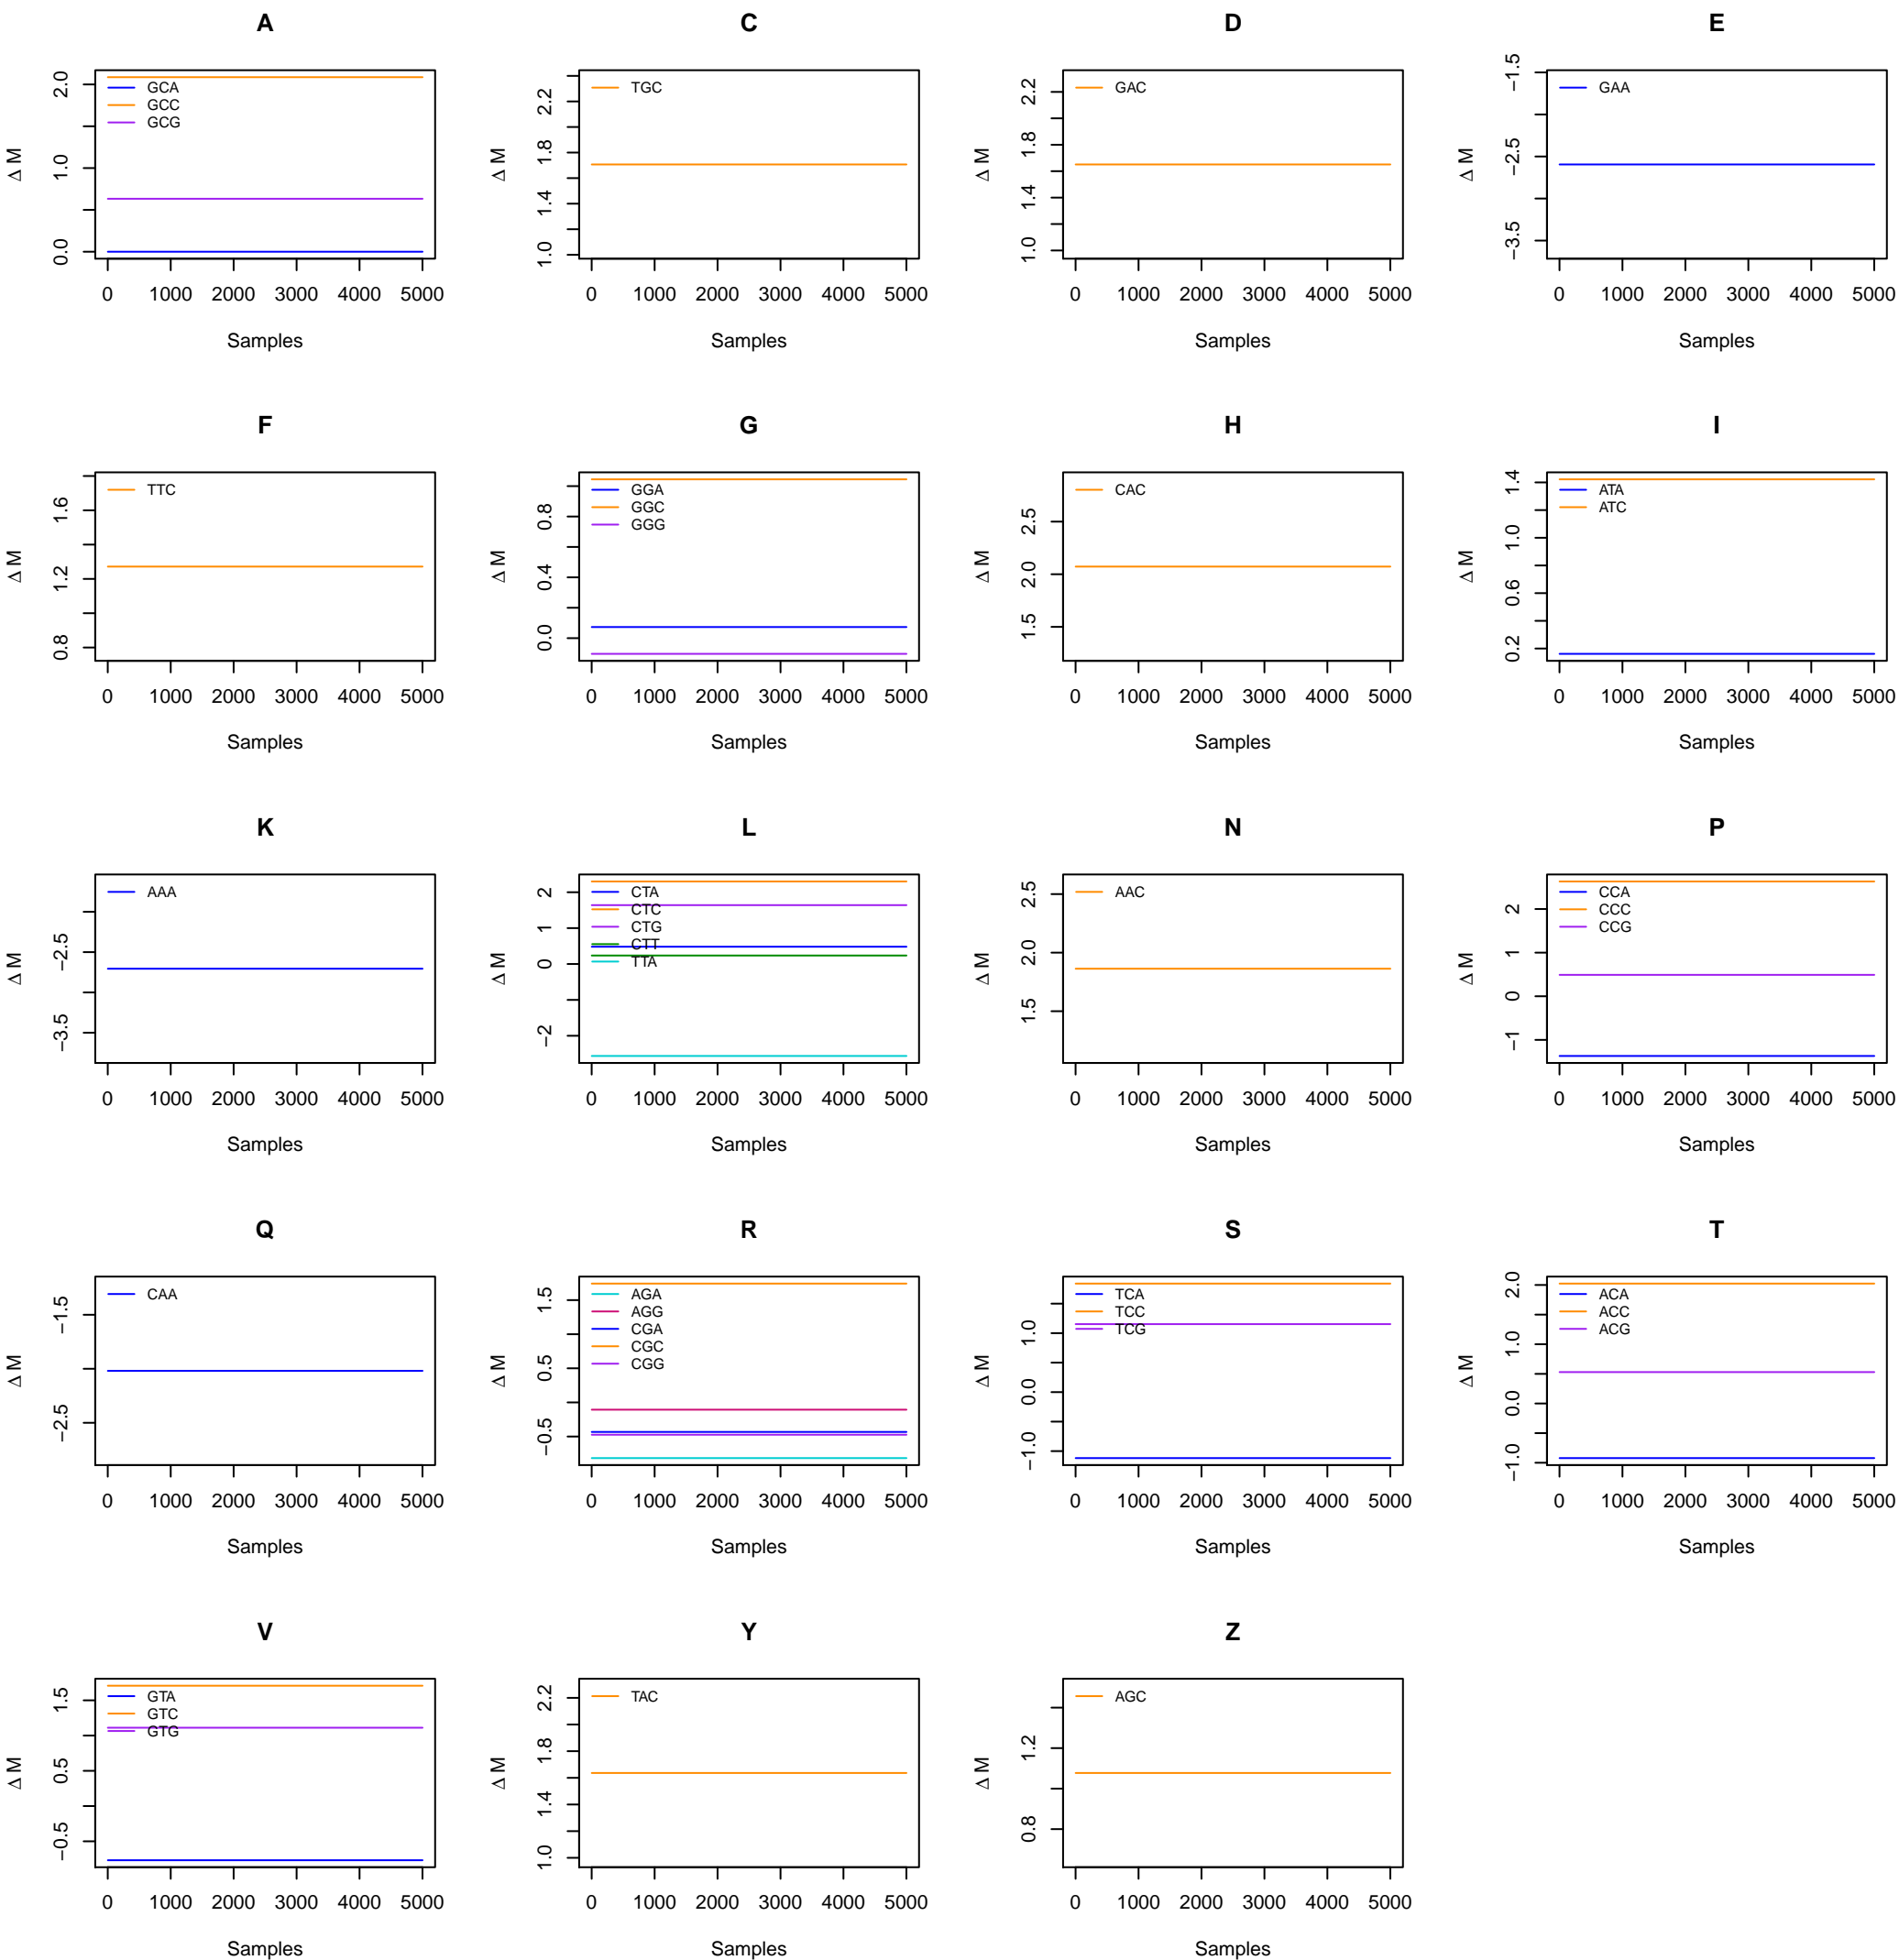 A
C
D
E
Δ M
0.0
1.0
2.0
GCA
GCC
GCG
0 1000 2000 3000 4000 5000
Samples
Δ M
1.0
1.4
1.8
2.2
TGC
0 1000 2000 3000 4000 5000
Samples
Δ M
1.0
1.4
1.8
2.2
GAC
0 1000 2000 3000 4000 5000
Samples
Δ M
−3.5
−2.5
−1.5
GAA
0 1000 2000 3000 4000 5000
Samples
F
G
H
I
Δ M
0.8
1.2
1.6
TTC
0 1000 2000 3000 4000 5000
Samples
Δ M
0.0
0.4
0.8
GGA
GGC
GGG
0 1000 2000 3000 4000 5000
Samples
Δ M
1.5
2.0
2.5
CAC
0 1000 2000 3000 4000 5000
Samples
Δ M
0.2
0.6
1.0
1.4
ATA
ATC
0 1000 2000 3000 4000 5000
Samples
K
L
N
P
Δ M
−3.5
−2.5
AAA
0 1000 2000 3000 4000 5000
Samples
Δ M
−2
0
1
2
CTA
CTC
CTG
CTT
TTA
0 1000 2000 3000 4000 5000
Samples
Δ M
1.5
2.0
2.5
AAC
0 1000 2000 3000 4000 5000
Samples
Δ M
−1
0
1
2
CCA
CCC
CCG
0 1000 2000 3000 4000 5000
Samples
Q
R
S
T
Δ M
−2.5
−1.5
CAA
0 1000 2000 3000 4000 5000
Samples
Δ M
−0.5
0.5
1.5
AGA
AGG
CGA
CGC
CGG
0 1000 2000 3000 4000 5000
Samples
Δ M
−1.0
0.0
1.0
TCA
TCC
TCG
0 1000 2000 3000 4000 5000
Samples
Δ M
−1.0
0.0
1.0
2.0
ACA
ACC
ACG
0 1000 2000 3000 4000 5000
Samples
V
Y
Z
Δ M
−0.5
0.5
1.5
GTA
GTC
GTG
0 1000 2000 3000 4000 5000
Samples
Δ M
1.0
1.4
1.8
2.2
TAC
0 1000 2000 3000 4000 5000
Samples
Δ M
0.8
1.2
AGC
0 1000 2000 3000 4000 5000
Samples